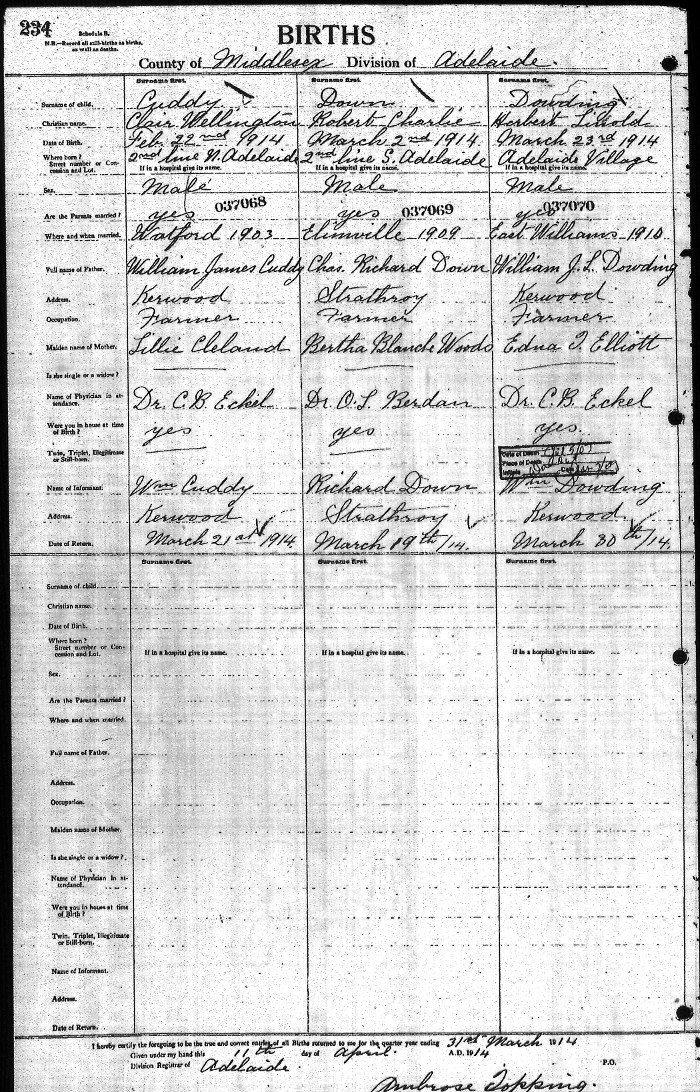 234
Schedule B.
N.B.—Record all still-births as births, as well as deaths.
BIRTHS
County of Middlesex Division of Adelaide.
Surname first. Surname first. Surname first.
Surname of child. Cuddy Down Dowding
Christian name. Clair Wellington Robert Charlie Herbert
Date of Birth. Feb. 22nd 1914 March 2nd 1914 March 23rd 1914
Where born? Street number or Concession and Lot. 2nd line N. Adelaide 2nd line S. Adelaide Adelaide Village
If in a hospital give its name. If in a hospital give its name. If in a hospital give its name.
Sex. Male Male Male
037068 037069 037070
Are the Parents married? yes yes yes
Where and when married. Watford 1903 Elimville 1909 East Williams 1910
Full name of Father. William James Cuddy Chas. Richard Down William J. L. Dowding
Address. Kerwood Strathroy Kerwood
Occupation. Farmer Farmer Farmer
Maiden name of Mother. Lillie Cleland Bertha Blanche Woods Edna J. Elliott
Is she single or a widow?
Name of Physician in attendance. Dr. C. B. Eckel Dr. O. L. Berdan Dr. C. B. Eckel
Were you in house at time of Birth? yes yes yes.
Twin, Triplet, Illegitimate or Still-born.
Date of Death
Place of Death
Initials Date
Name of Informant. Wm Cuddy Richard Down Wm Dowding
Address. Kerwood Strathroy Kerwood
Date of Return. March 21st 1914. March 19th/14. March 30th/14.
Surname first. Surname first. Surname first.
Surname of child.
Christian name.
Date of Birth.
Where born? Street number or Concession and Lot.
If in a hospital give its name. If in a hospital give its name. If in a hospital give its name.
Sex.
Are the Parents married?
Where and when married.
Full name of Father.
Address.
Occupation.
Maiden name of Mother.
Is she single or a widow?
Name of Physician in attendance.
Were you in house at time of Birth?
Twin, Triplet, Illegitimate or Still-born.
Name of Informant.
Address.
Date of Return.
I hereby certify the foregoing to be the true and correct entries of all Births returned to me for the quarter year ending 31st March 1914
Given under my hand this 11th day of April. A.D. 1914
Division Registrar of Adelaide. P.O.
Ambrose Topping.